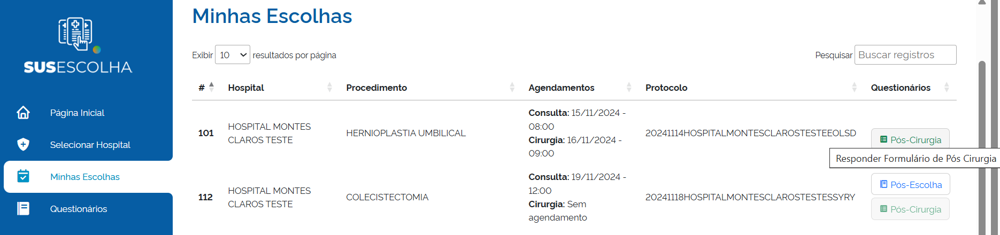 Minhas Escolhas
Exibir 10 resultados por página
Pesquisar Buscar registros
SUSESCOLHA
Página Inicial
Selecionar Hospital
Minhas Escolhas
Questionários
# Hospital Procedimento Agendamentos Protocolo Questionários
101
HOSPITAL MONTES
CLAROS TESTE
HERNIOPLASTIA UMBILICAL
Consulta: 15/11/2024 -
08:00
Cirurgia: 16/11/2024 -
09:00
20241114HOSPITALMONTESCLAROSTESTEEOLSD
Pós-Cirurgia
Responder Formulário de Pós Cirurgia
112
HOSPITAL MONTES
CLAROS TESTE
COLECISTECTOMIA
Consulta: 19/11/2024 -
12:00
Cirurgia: Sem
agendamento
20241118HOSPITALMONTESCLAROSTESTESSYRY
Pós-Escolha
Pós-Cirurgia